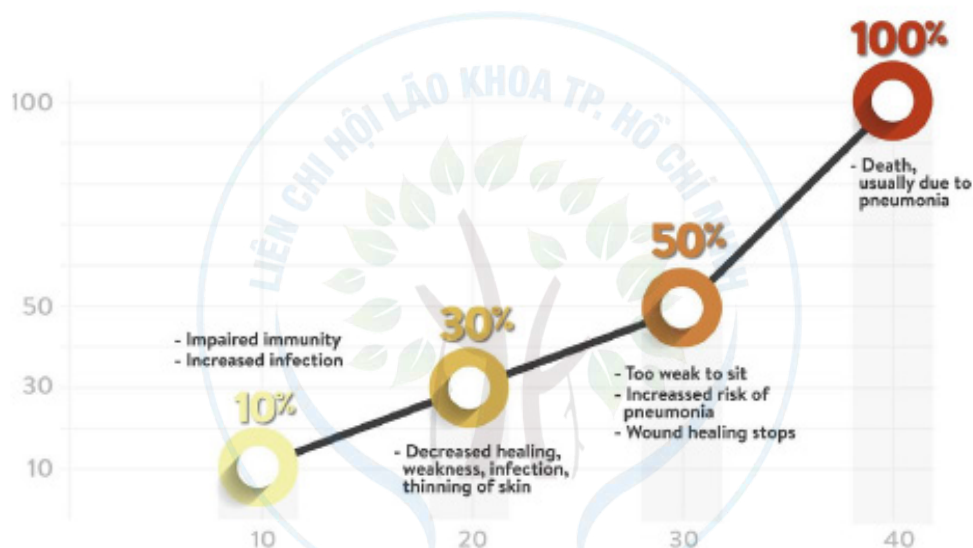 100%
100
LIÊN CHI HỘI LÃO KHOA TP. HỒ CHÍ MINH
- Death,
usually due to
pneumonia
50%
50
- Impaired immunity
- Increased infection
30%
30
- Too weak to sit
- Increassed risk of
pneumonia
- Wound healing stops
10%
- Decreased healing,
weakness, infection,
thinning of skin
10
10
20
30
40